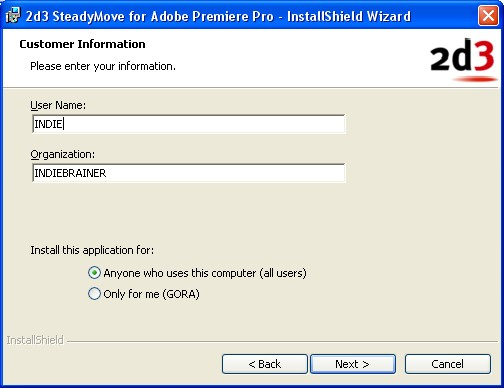 2d3 SteadyMove for Adobe Premiere Pro - InstallShield Wizard
Customer Information
Please enter your information.
2d3
User Name:
INDIE
Organization:
INDIEBRAINER
Install this application for:
Anyone who uses this computer (all users)
Only for me (GORA)
InstallShield
< Back
Next >
Cancel